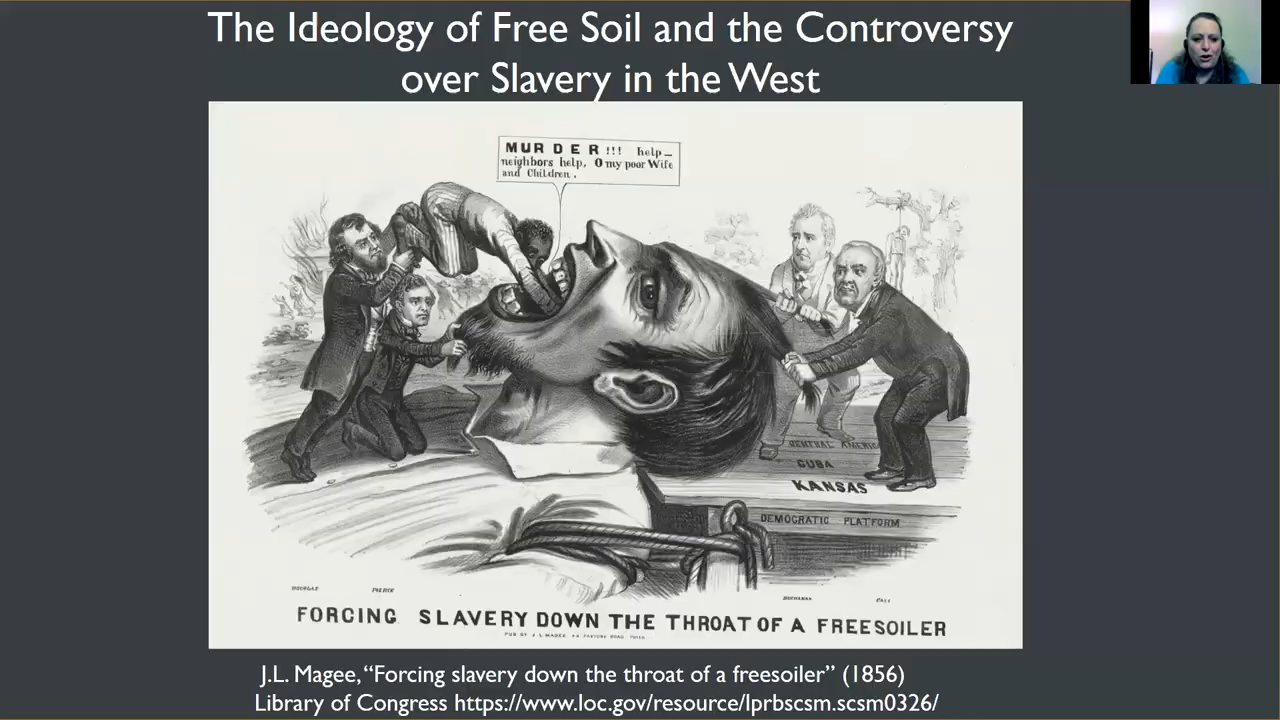 The Ideology of Free Soil and the Controversy
over Slavery in the West
MURDER!!! help_
neighbors help, O my poor Wife
and Children.
CENTRAL AMERICA
CUBA
KANSAS
DEMOCRATIC PLATFORM
DOUGLAS PIERCE BUCHANAN CASS
FORCING SLAVERY DOWN THE THROAT OF A FREESOILER
PUB BY J. L. MAGEE
J.L. Magee, “Forcing slavery down the throat of a freesoiler” (1856)
Library of Congress https://www.loc.gov/resource/lprbscsm.scsm0326/